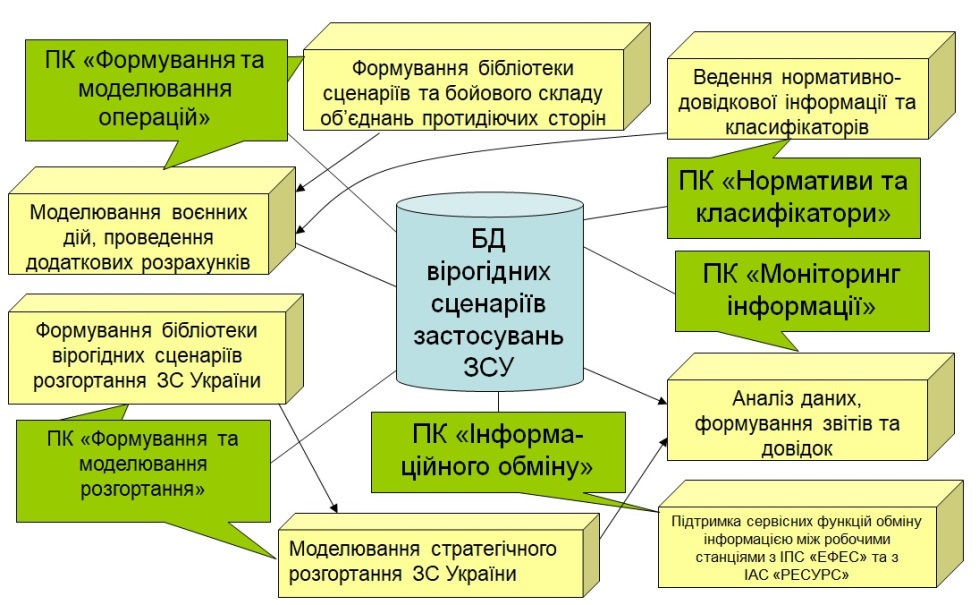 ПК «Формування та
моделювання
операцій»
Формування бібліотеки
сценаріїв та бойового складу
об’єднань протидіючих сторін
Ведення нормативно-
довідкової інформації та
класифікаторів
ПК «Нормативи та
класифікатори»
Моделювання воєнних
дій, проведення
додаткових розрахунків
БД
вірогідних
сценаріїв
застосувань
ЗСУ
ПК «Моніторинг
інформації»
Формування бібліотеки
вірогідних сценаріїв
розгортання ЗС України
Аналіз даних,
формування звітів та
довідок
ПК «Формування та
моделювання
розгортання»
ПК «Інформа-
ційного обміну»
Моделювання стратегічного
розгортання ЗС України
Підтримка сервісних функцій обміну
інформацією між робочими
станціями з ІПС «ЕФЕС» та з
ІАС «РЕСУРС»